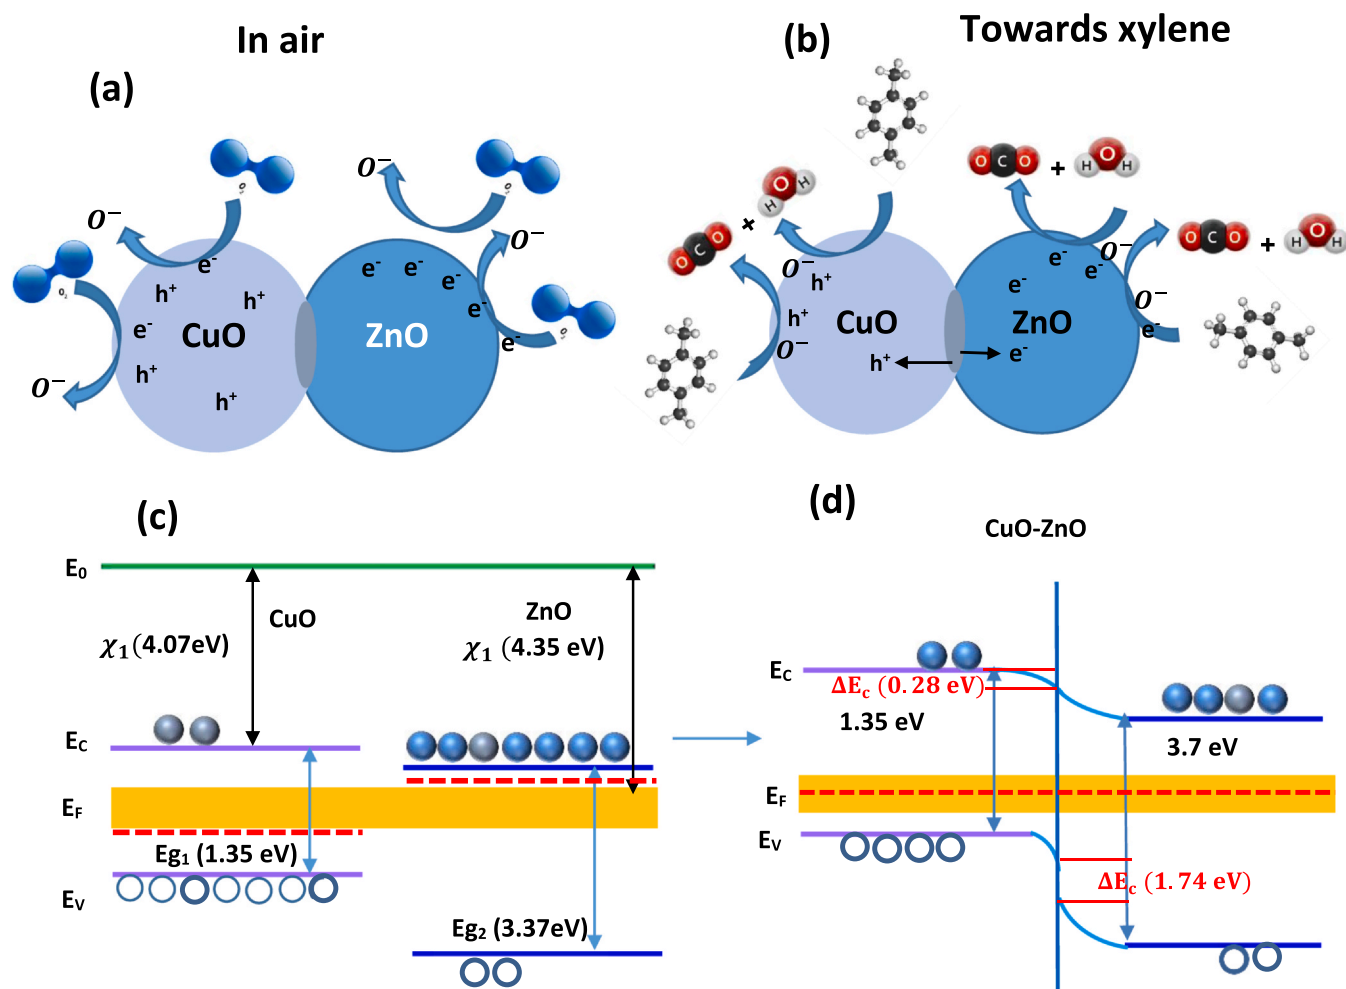 In air
Towards xylene
(a)
(b)
O⁻
O⁻
O⁻
O⁻
e⁻
h⁺
h⁺
e⁻
CuO
h⁺
h⁺
e⁻
e⁻
e⁻
e⁻
ZnO
e⁻
O C O + O H H
O C O + O H H
O C O + O H H
O C O + O H H
O⁻
h⁺
h⁺
CuO
O⁻
h⁺
O⁻
e⁻
e⁻
e⁻
O⁻
ZnO
e⁻
e⁻
(c)
E₀
CuO
ZnO
χ₁(4.07eV)
χ₁ (4.35 eV)
E_C
E_F
Eg₁ (1.35 eV)
E_V
Eg₂ (3.37eV)
(d)
CuO-ZnO
E_C
ΔE_c (0.28 eV)
1.35 eV
3.7 eV
E_F
E_V
ΔE_c (1.74 eV)